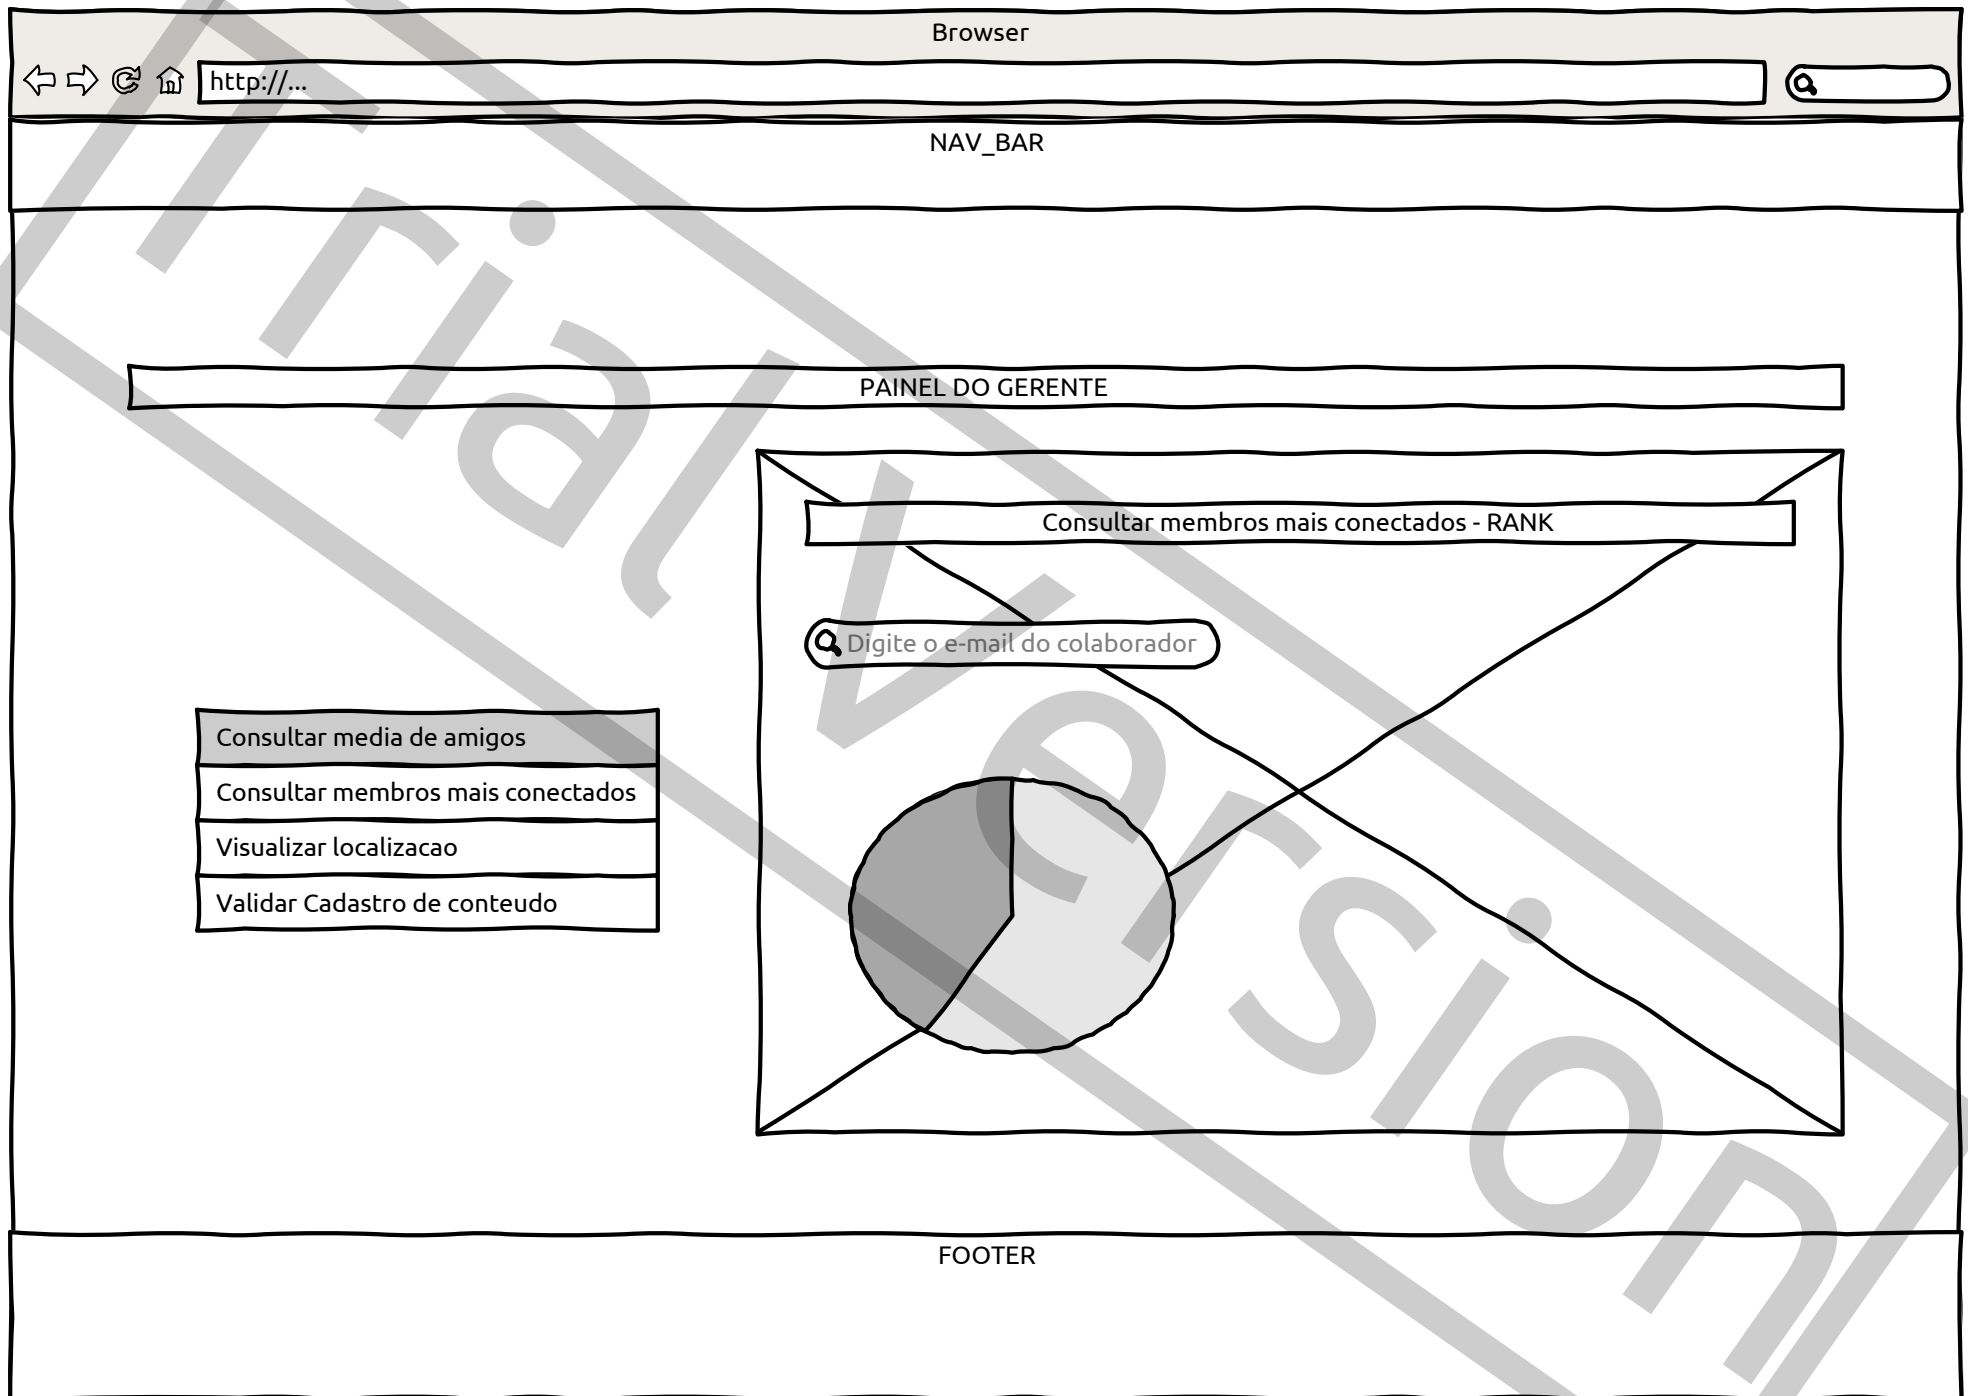 Browser
http://...
NAV_BAR
PAINEL DO GERENTE
Consultar membros mais conectados - RANK
Digite o e-mail do colaborador
Consultar media de amigos
Consultar membros mais conectados
Visualizar localizacao
Validar Cadastro de conteudo
FOOTER
Trial Version